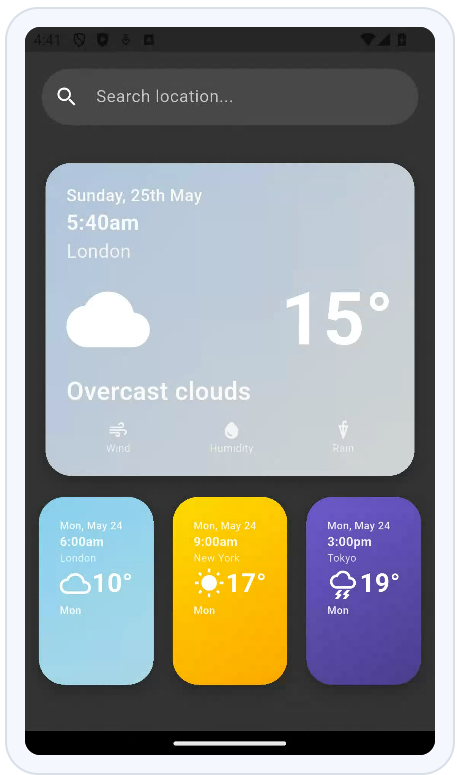 4:41
Search location...
Sunday, 25th May
5:40am
London
15°
Overcast clouds
Wind Humidity Rain
Mon, May 24
6:00am
London
10°
Mon
Mon, May 24
9:00am
New York
17°
Mon
Mon, May 24
3:00pm
Tokyo
19°
Mon